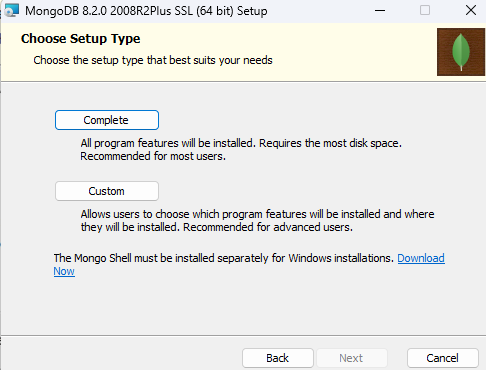 MongoDB 8.2.0 2008R2Plus SSL (64 bit) Setup
Choose Setup Type
Choose the setup type that best suits your needs
Complete
All program features will be installed. Requires the most disk space.
Recommended for most users.
Custom
Allows users to choose which program features will be installed and where
they will be installed. Recommended for advanced users.
The Mongo Shell must be installed separately for Windows installations. Download
Now
Back Next Cancel